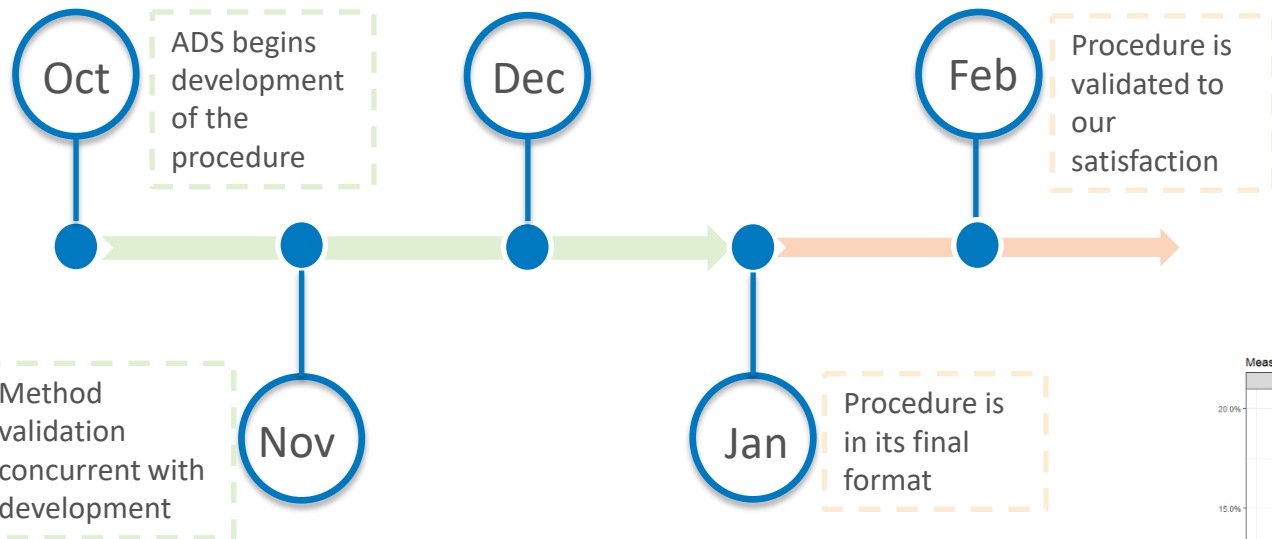 Oct
ADS begins
development
of the
procedure
Dec
Feb
Procedure is
validated to
our
satisfaction
Method
validation
concurrent with
development
Nov
Jan
Procedure is
in its final
format
20.0%
15.0%